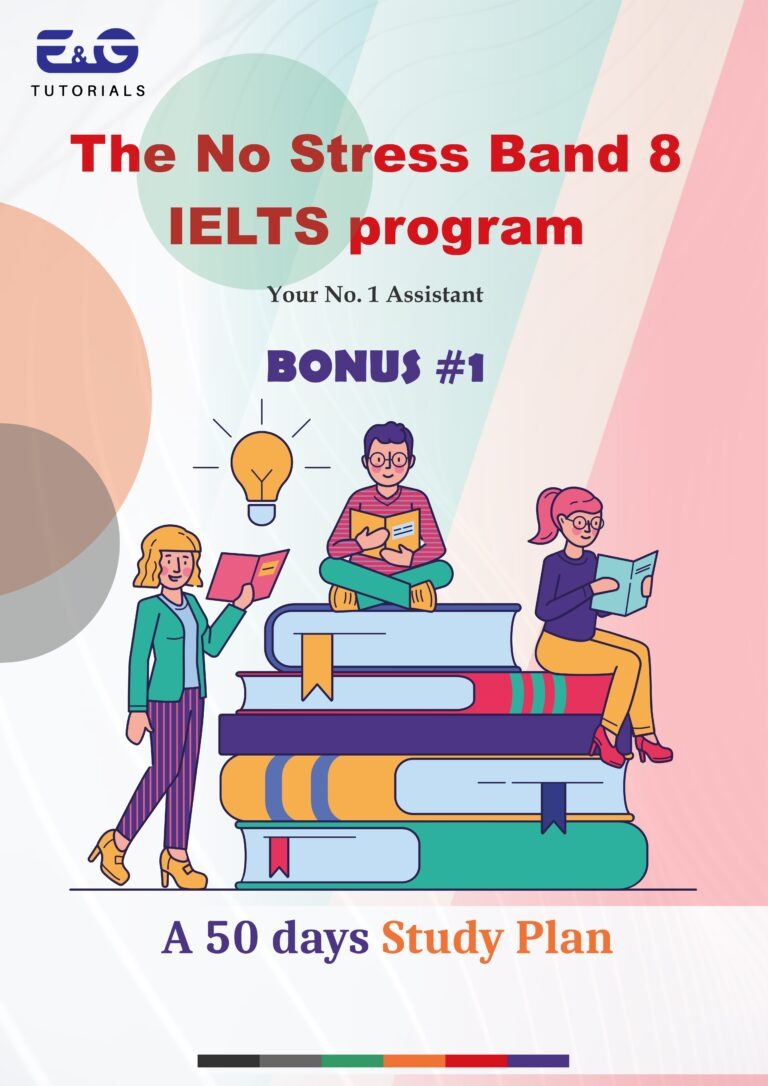 E&G
TUTORIALS
The No Stress Band 8
IELTS program
Your No. 1 Assistant
BONUS #1
A 50 days Study Plan